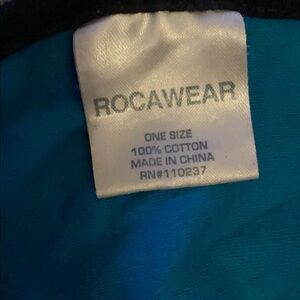 ROCAWEAR
ONE SIZE
100% COTTON
MADE IN CHINA
RN#110237